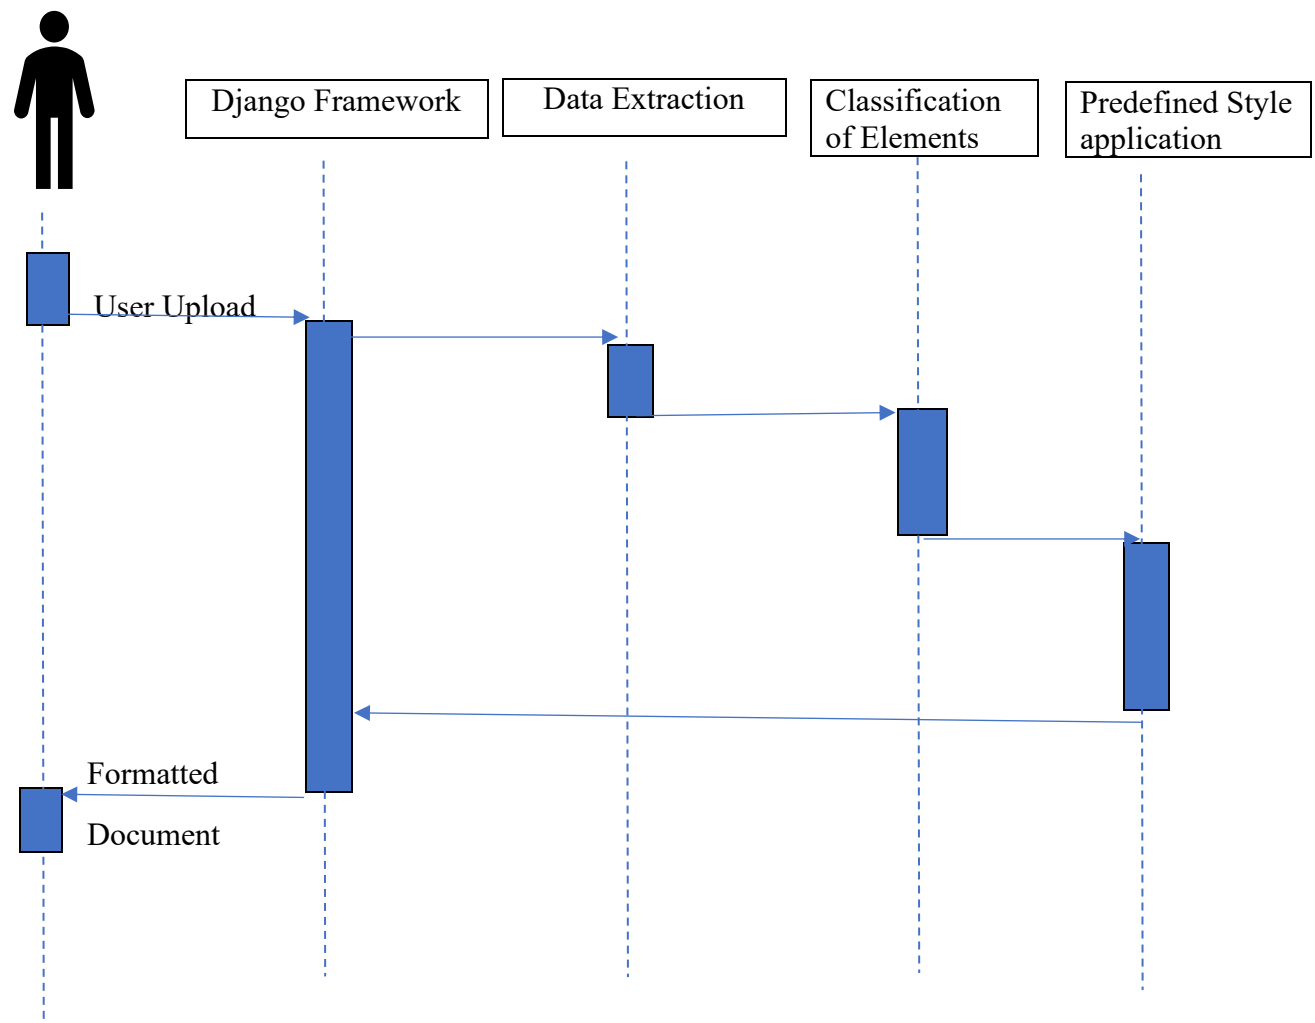 Django Framework
Data Extraction
Classification
of Elements
Predefined Style
application
User Upload
Formatted
Document